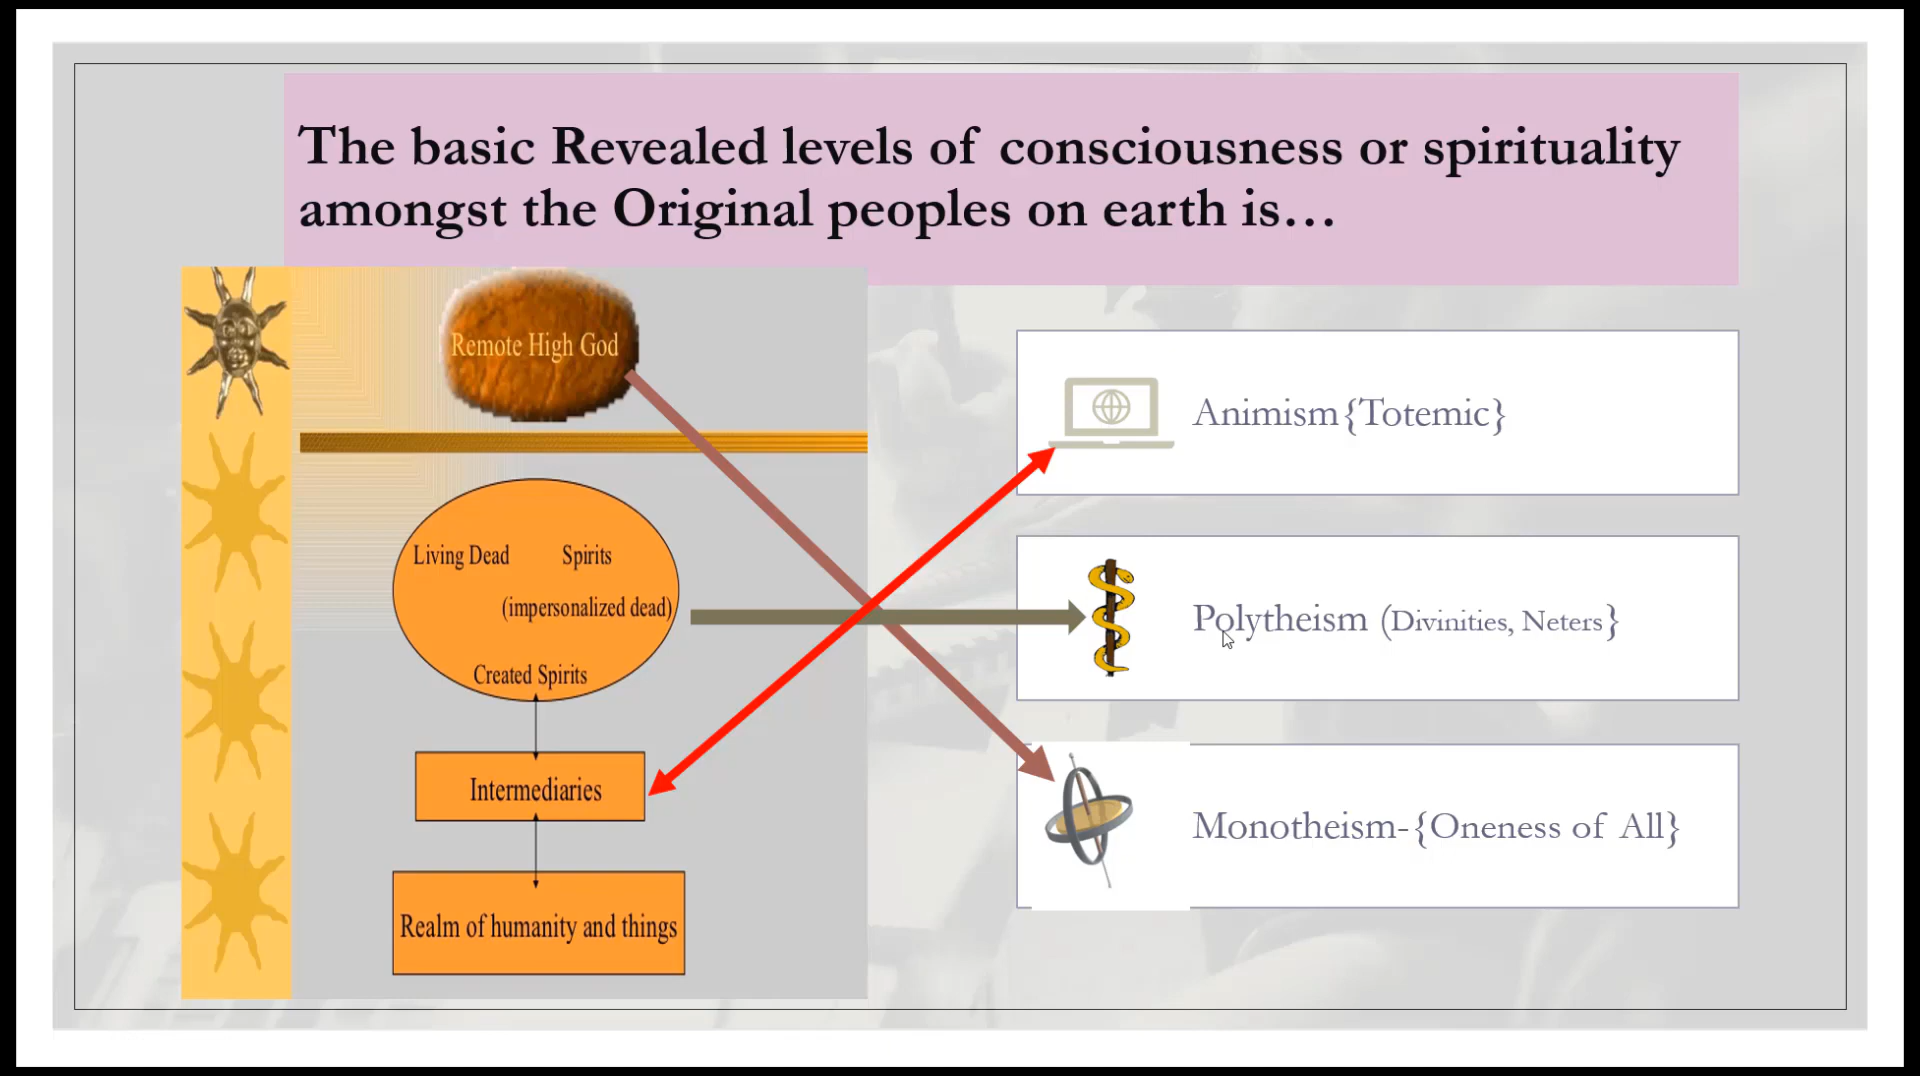 The basic Revealed levels of consciousness or spirituality
amongst the Original peoples on earth is…
Remote High God
Living Dead Spirits
(impersonalized dead)
Created Spirits
Intermediaries
Realm of humanity and things
Animism{Totemic}
Polytheism (Divinities, Neters}
Monotheism-{Oneness of All}